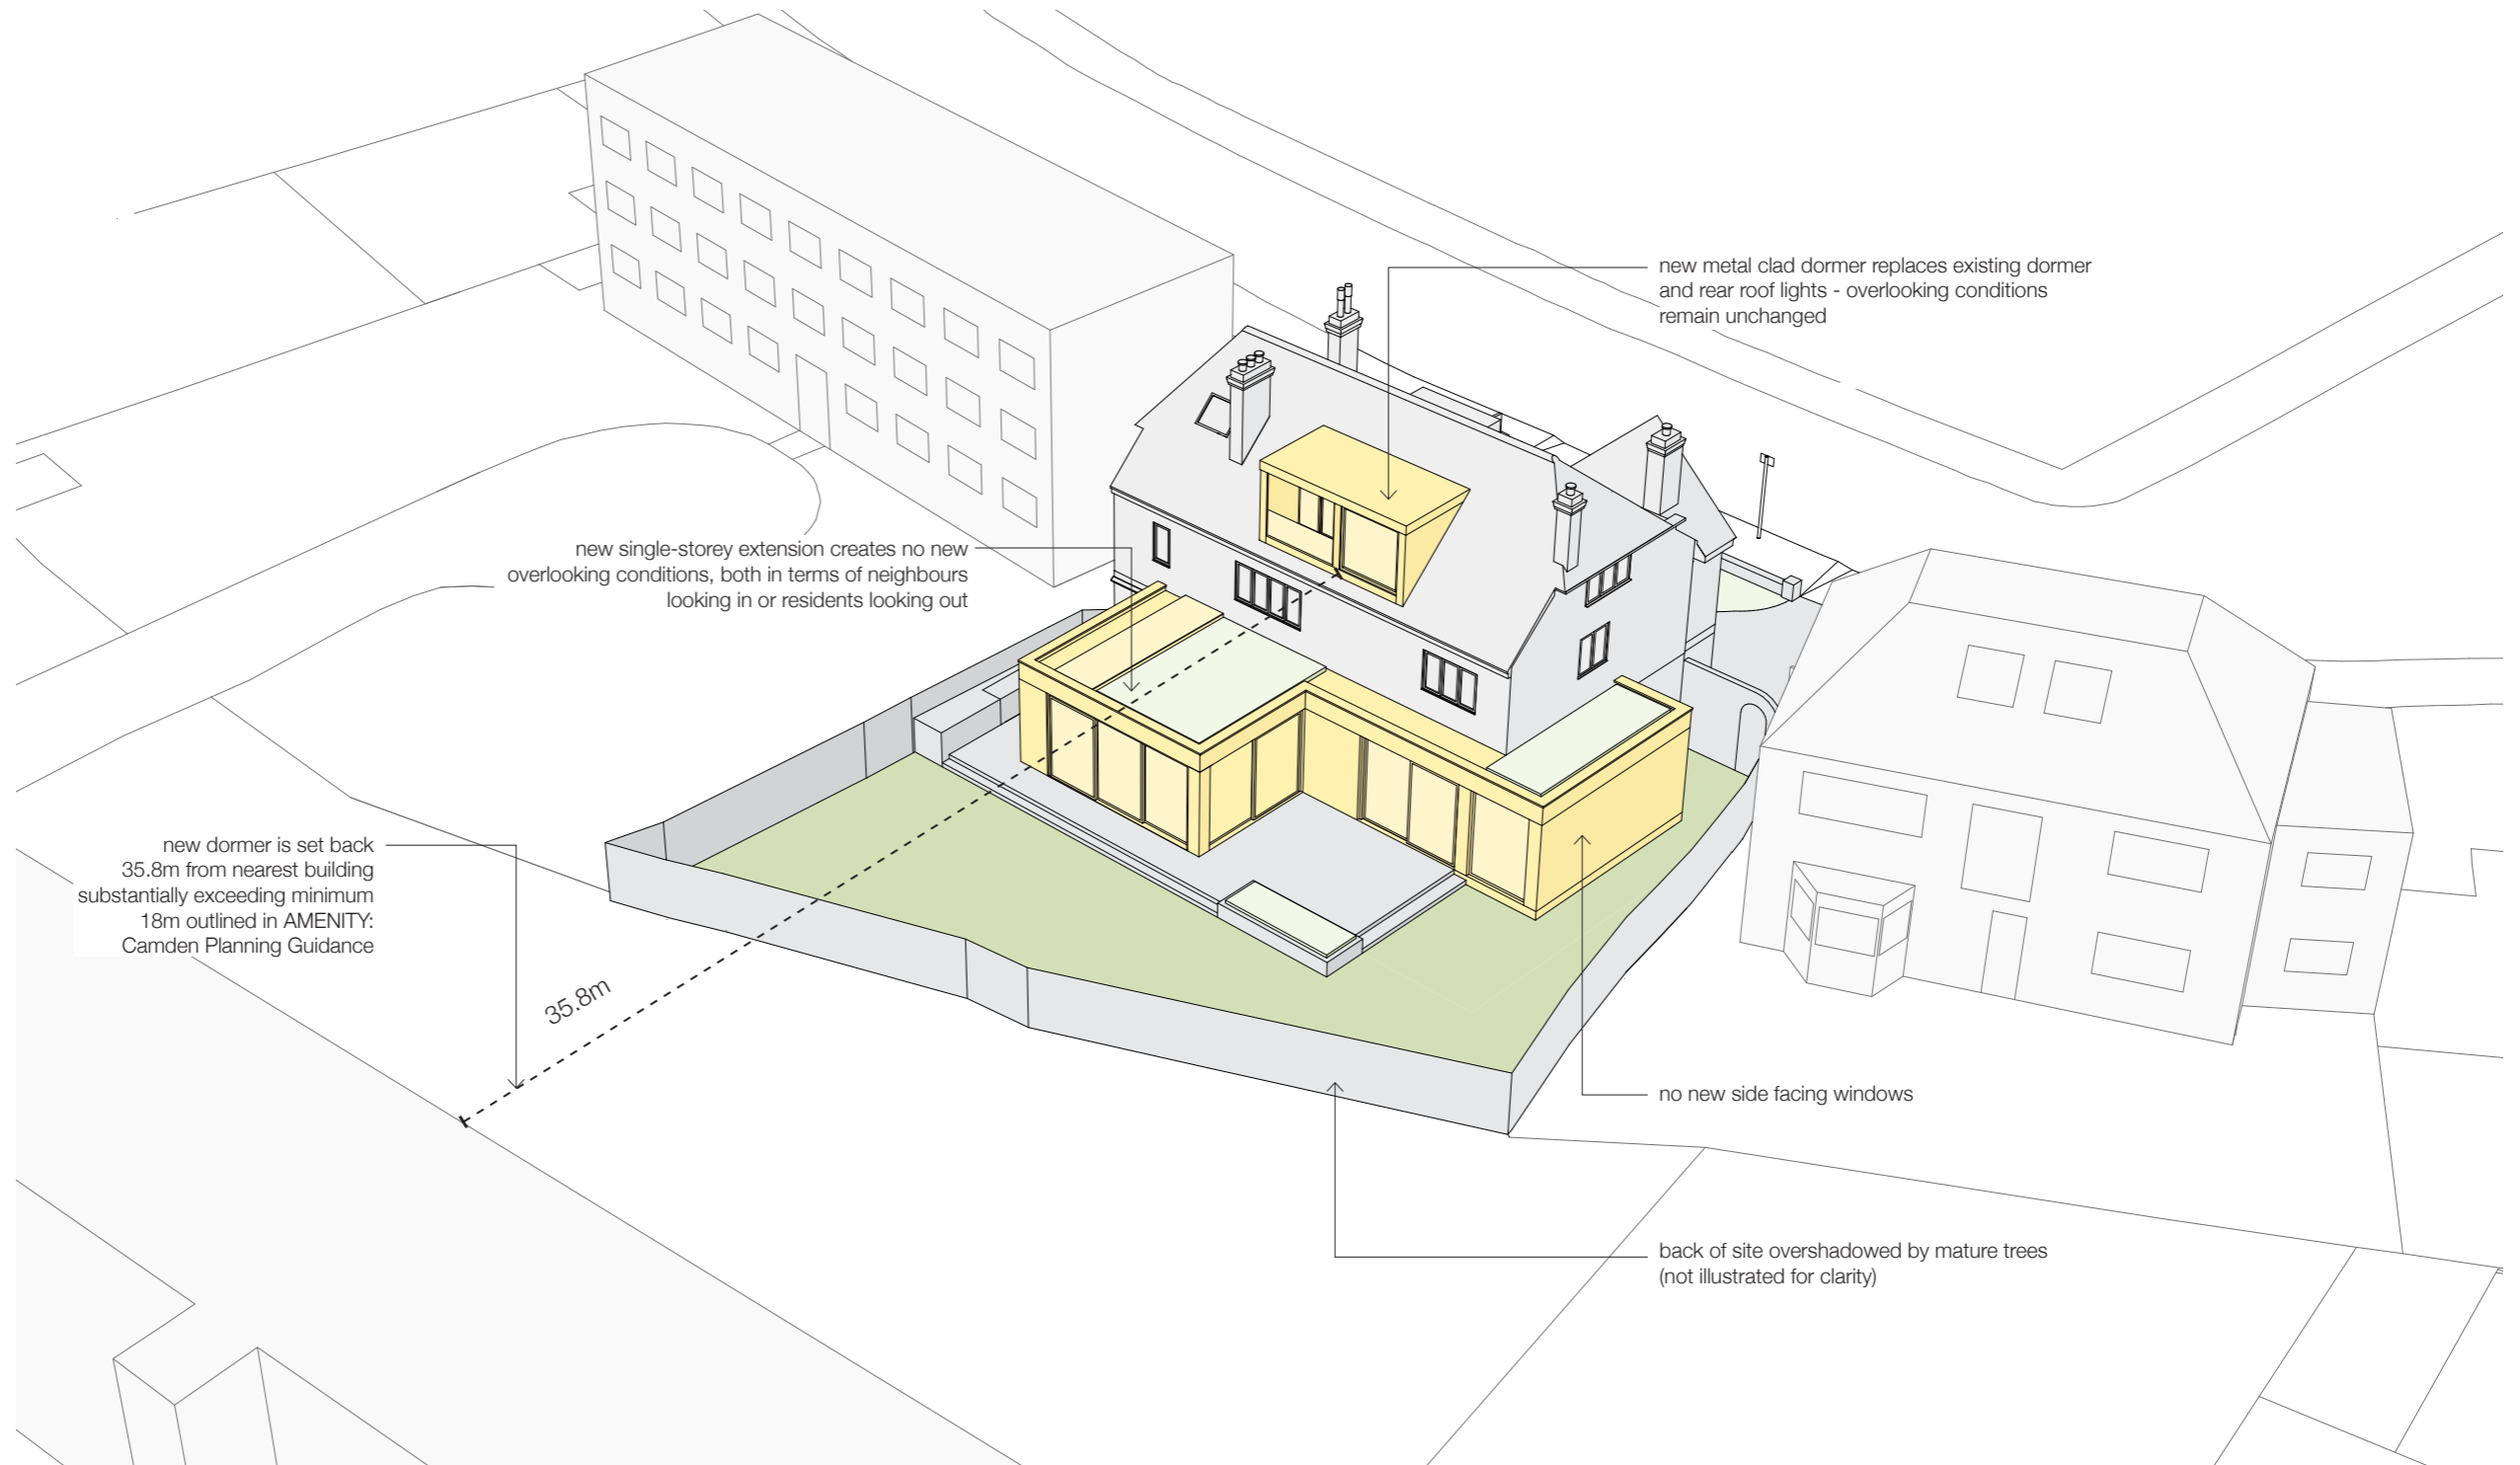 new metal clad dormer replaces existing dormer
and rear roof lights - overlooking conditions
remain unchanged
new single-storey extension creates no new
overlooking conditions, both in terms of neighbours
looking in or residents looking out
new dormer is set back
35.8m from nearest building
substantially exceeding minimum
18m outlined in AMENITY:
Camden Planning Guidance
35.8m
no new side facing windows
back of site overshadowed by mature trees
(not illustrated for clarity)